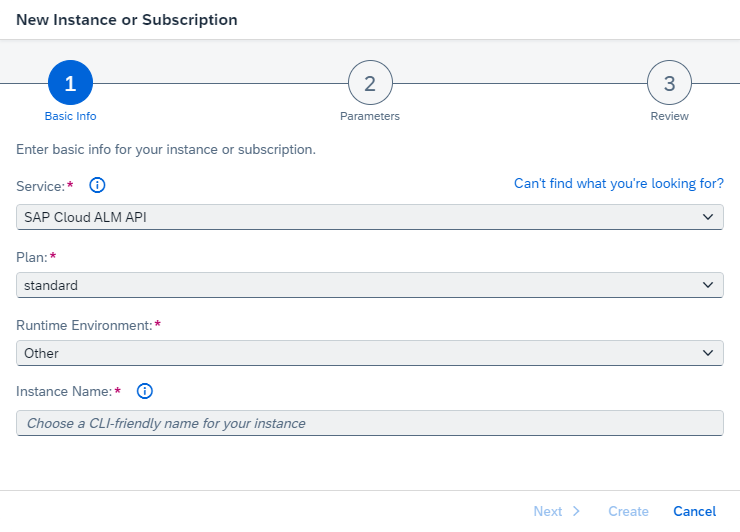 New Instance or Subscription
1
2
3
Basic Info
Parameters
Review
Enter basic info for your instance or subscription.
Service:*
Can't find what you're looking for?
SAP Cloud ALM API
Plan:*
standard
Runtime Environment:*
Other
Instance Name:*
Choose a CLI-friendly name for your instance
Next
Create
Cancel